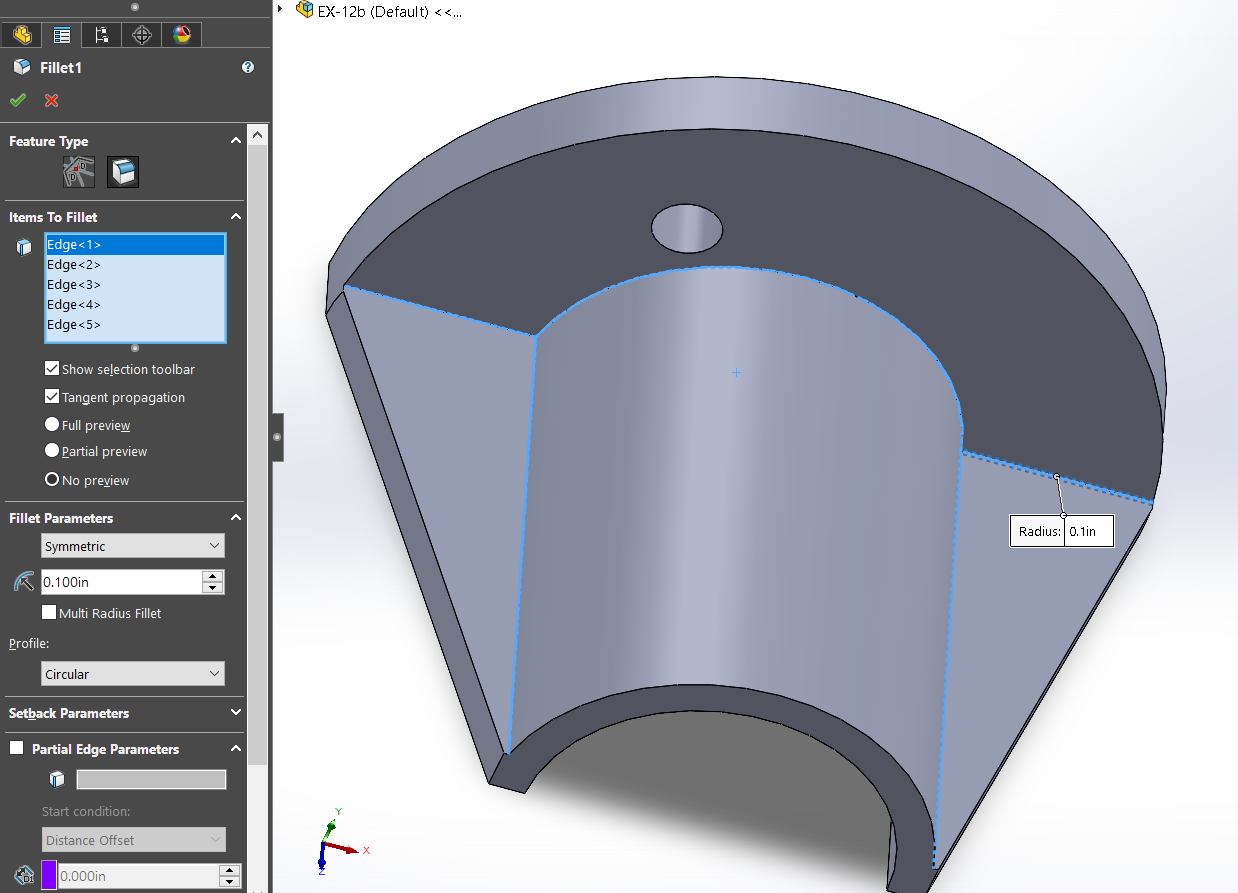 EX-12b (Default) <<...
Fillet1
?
Feature Type
D
D
Items To Fillet
Edge<1>
Edge<2>
Edge<3>
Edge<4>
Edge<5>
Show selection toolbar
Tangent propagation
Full preview
Partial preview
No preview
Fillet Parameters
Symmetric
0.100in
Multi Radius Fillet
Profile:
Circular
Setback Parameters
Partial Edge Parameters
Start condition:
Distance Offset
0.000in
Radius: 0.1in
Y
X
Z